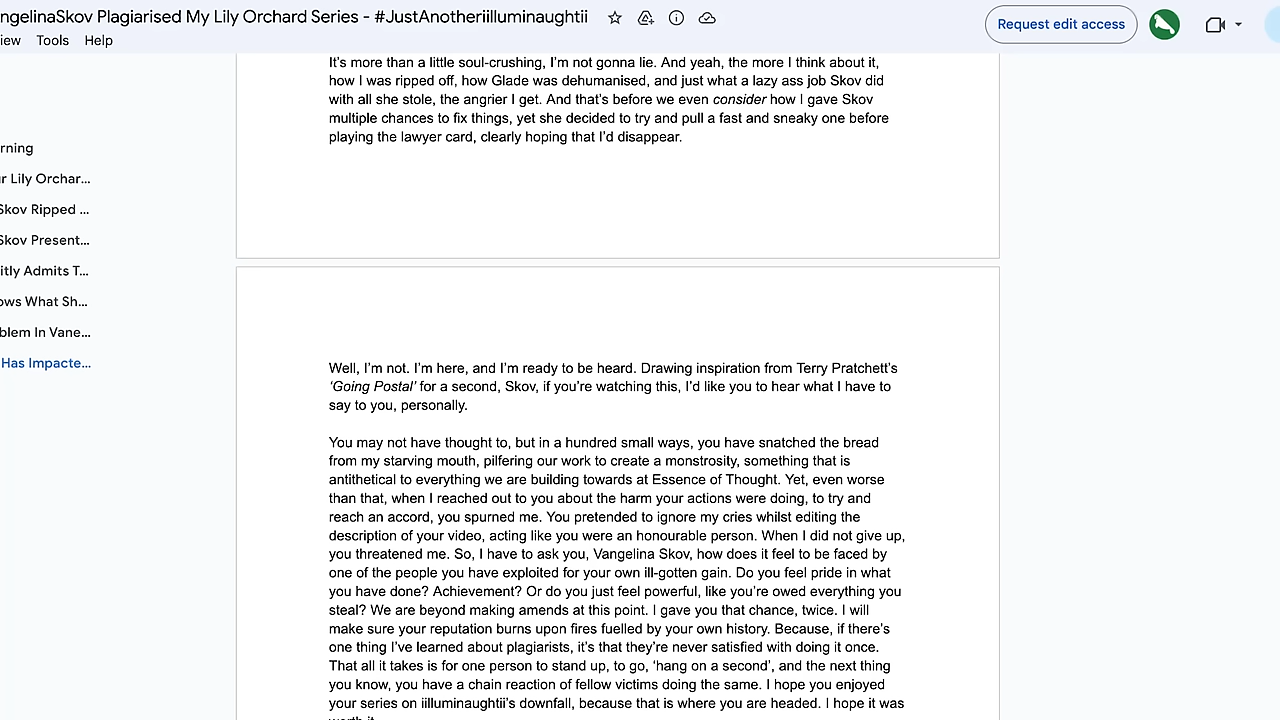 ngelinaSkov Plagiarised My Lily Orchard Series - #JustAnotheriilluminaughtii
Request edit access
iew Tools Help
It's more than a little soul-crushing, I'm not gonna lie. And yeah, the more I think about it,
how I was ripped off, how Glade was dehumanised, and just what a lazy ass job Skov did
with all she stole, the angrier I get. And that's before we even consider how I gave Skov
multiple chances to fix things, yet she decided to try and pull a fast and sneaky one before
playing the lawyer card, clearly hoping that I'd disappear.
rning
r Lily Orchar...
Skov Ripped ...
Skov Present...
itly Admits T...
ows What Sh...
blem In Vane...
Has Impacte...
Well, I'm not. I'm here, and I'm ready to be heard. Drawing inspiration from Terry Pratchett's
'Going Postal' for a second, Skov, if you're watching this, I'd like you to hear what I have to
say to you, personally.
You may not have thought to, but in a hundred small ways, you have snatched the bread
from my starving mouth, pilfering our work to create a monstrosity, something that is
antithetical to everything we are building towards at Essence of Thought. Yet, even worse
than that, when I reached out to you about the harm your actions were doing, to try and
reach an accord, you spurned me. You pretended to ignore my cries whilst editing the
description of your video, acting like you were an honourable person. When I did not give up,
you threatened me. So, I have to ask you, Vangelina Skov, how does it feel to be faced by
one of the people you have exploited for your own ill-gotten gain. Do you feel pride in what
you have done? Achievement? Or do you just feel powerful, like you're owed everything you
steal? We are beyond making amends at this point. I gave you that chance, twice. I will
make sure your reputation burns upon fires fuelled by your own history. Because, if there's
one thing I've learned about plagiarists, it's that they're never satisfied with doing it once.
That all it takes is for one person to stand up, to go, 'hang on a second', and the next thing
you know, you have a chain reaction of fellow victims doing the same. I hope you enjoyed
your series on iilluminaughtii's downfall, because that is where you are headed. I hope it was
worth it